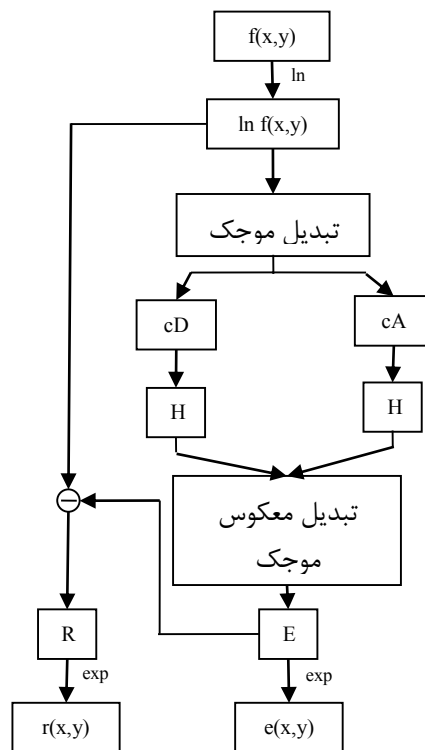 f(x,y)
ln
ln f(x,y)
تبدیل موجک
cD
cA
H
H
تبدیل معکوس
موجک
R
E
exp
exp
r(x,y)
e(x,y)